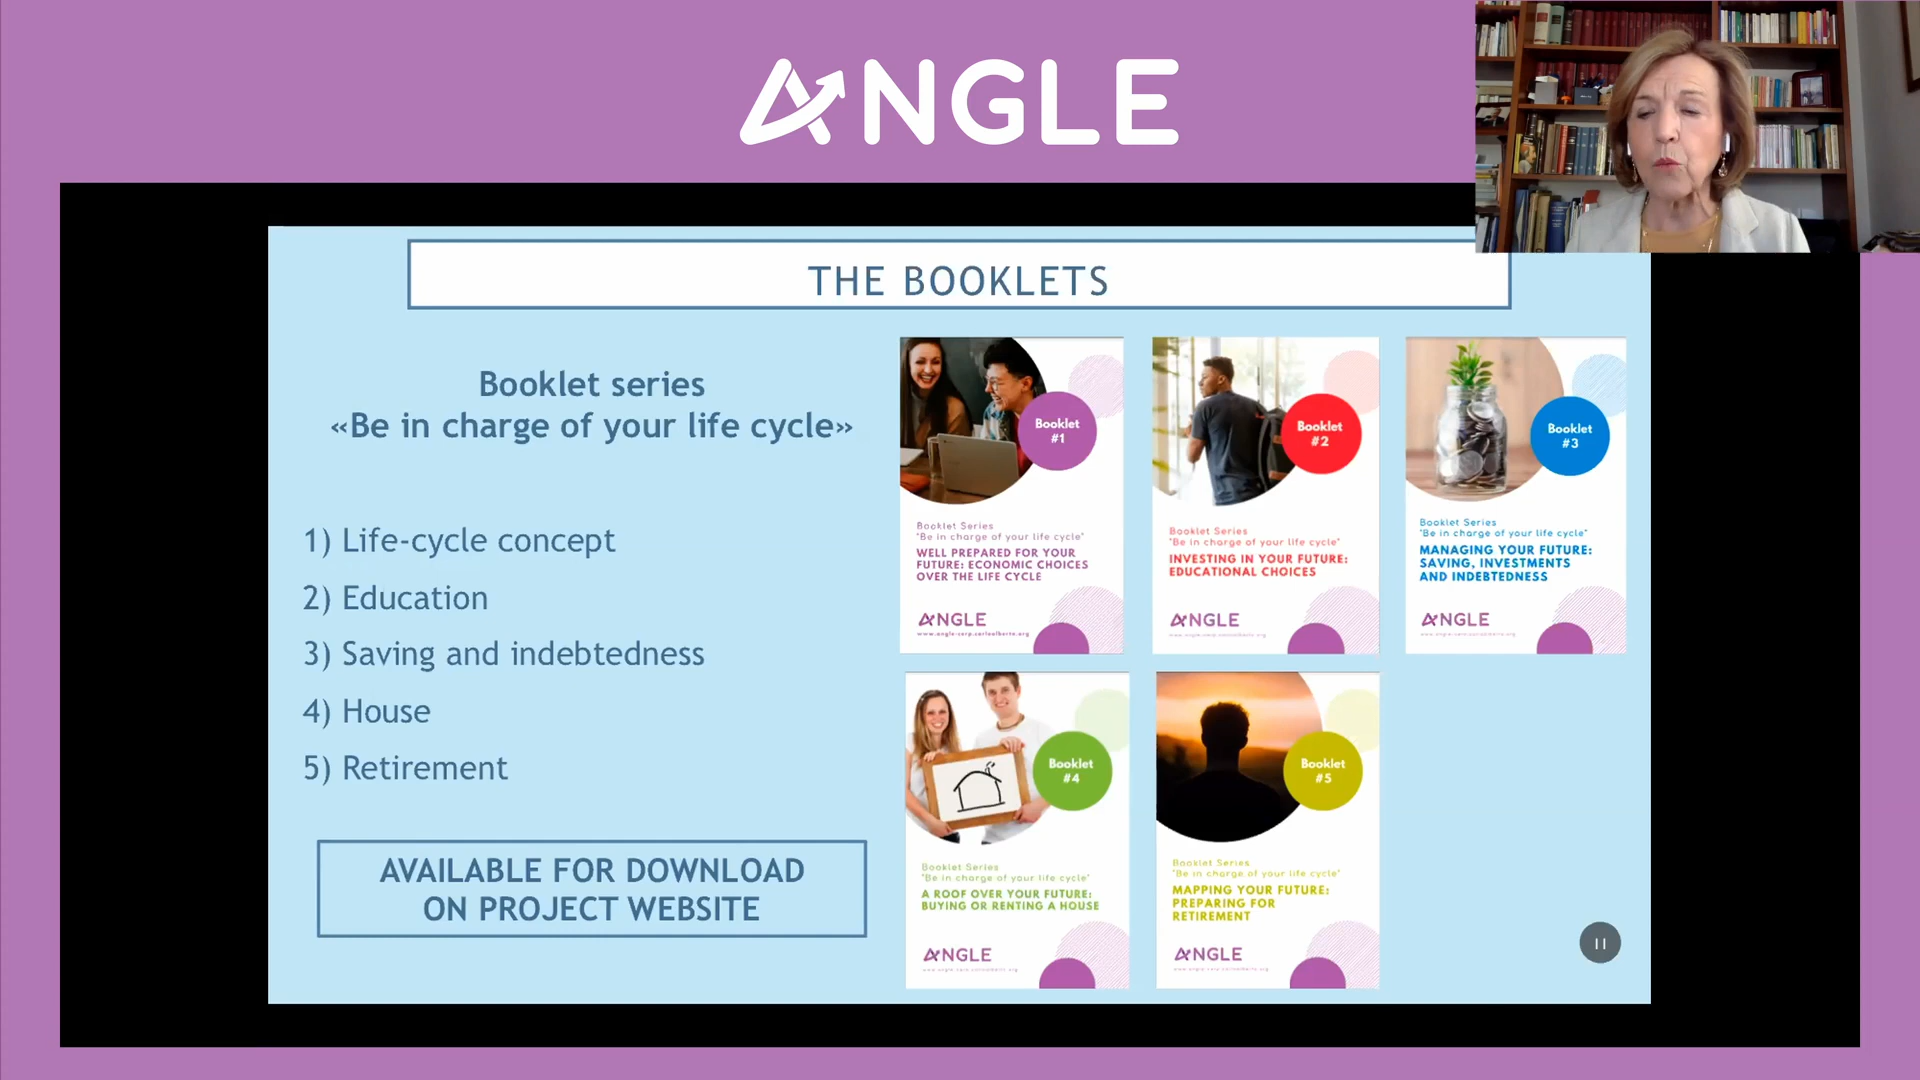 ANGLE
THE BOOKLETS
Booklet series
«Be in charge of your life cycle»
1) Life-cycle concept
2) Education
3) Saving and indebtedness
4) House
5) Retirement
AVAILABLE FOR DOWNLOAD
ON PROJECT WEBSITE
Booklet
#1
Booklet Series
"Be in charge of your life cycle"
WELL PREPARED FOR YOUR
FUTURE: ECONOMIC CHOICES
OVER THE LIFE CYCLE
ANGLE
Booklet
#2
Booklet Series
"Be in charge of your life cycle"
INVESTING IN YOUR FUTURE:
EDUCATIONAL CHOICES
ANGLE
Booklet
#3
Booklet Series
"Be in charge of your life cycle"
MANAGING YOUR FUTURE:
SAVING, INVESTMENTS
AND INDEBTEDNESS
ANGLE
Booklet
#4
Booklet Series
"Be in charge of your life cycle"
A ROOF OVER YOUR FUTURE:
BUYING OR RENTING A HOUSE
ANGLE
Booklet
#5
Booklet Series
"Be in charge of your life cycle"
MAPPING YOUR FUTURE:
PREPARING FOR
RETIREMENT
ANGLE
11